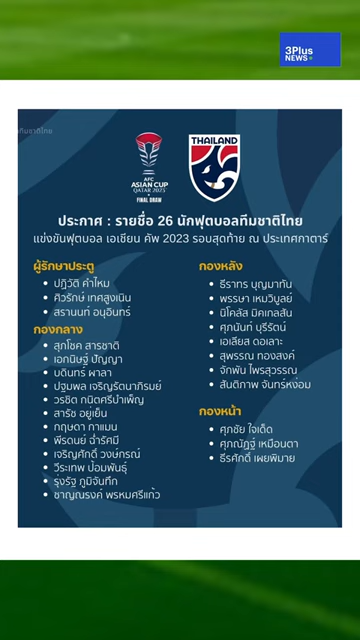 3Plus
NEWS
ทีมชาติไทย
AFC
ASIAN CUP
QATAR 2023
FINAL DRAW
THAILAND
ประกาศ : รายชื่อ 26 นักฟุตบอลทีมชาติไทย
แข่งขันฟุตบอล เอเชียน คัพ 2023 รอบสุดท้าย ณ ประเทศกาตาร์
ผู้รักษาประตู
ปฏิวัติ คำไหม
ศิวรักษ์ เทศสูงเนิน
สรานนท์ อนุอินทร์
กองกลาง
สุภโชค สารชาติ
เอกนิษฐ์ ปัญญา
บดินทร์ ผาลา
ปฐมพล เจริญรัตนาภิรมย์
วรชิต กนิตศรีบำเพ็ญ
สารัช อยู่เย็น
กฤษดา กาแมน
พีรดนย์ ฉ่ำรัศมี
เจริญศักดิ์ วงษ์กรณ์
วีระเทพ ป้อมพันธุ์
รุ่งรัฐ ภูมิจันทึก
ชาญณรงค์ พรหมศรีแก้ว
กองหลัง
ธีราทร บุญมาทัน
พรรษา เหมวิบูลย์
นิโคลัส มิคเกลสัน
ศุภนันท์ บุรีรัตน์
เอเลียส ดอเลาะ
สุพรรณ ทองสงค์
จักพัน ไพรสุวรรณ
สันติภาพ จันทร์หง่อม
กองหน้า
ศุภชัย ใจเด็ด
ศุภณัฏฐ์ เหมือนตา
ธีรศักดิ์ เผยพิมาย